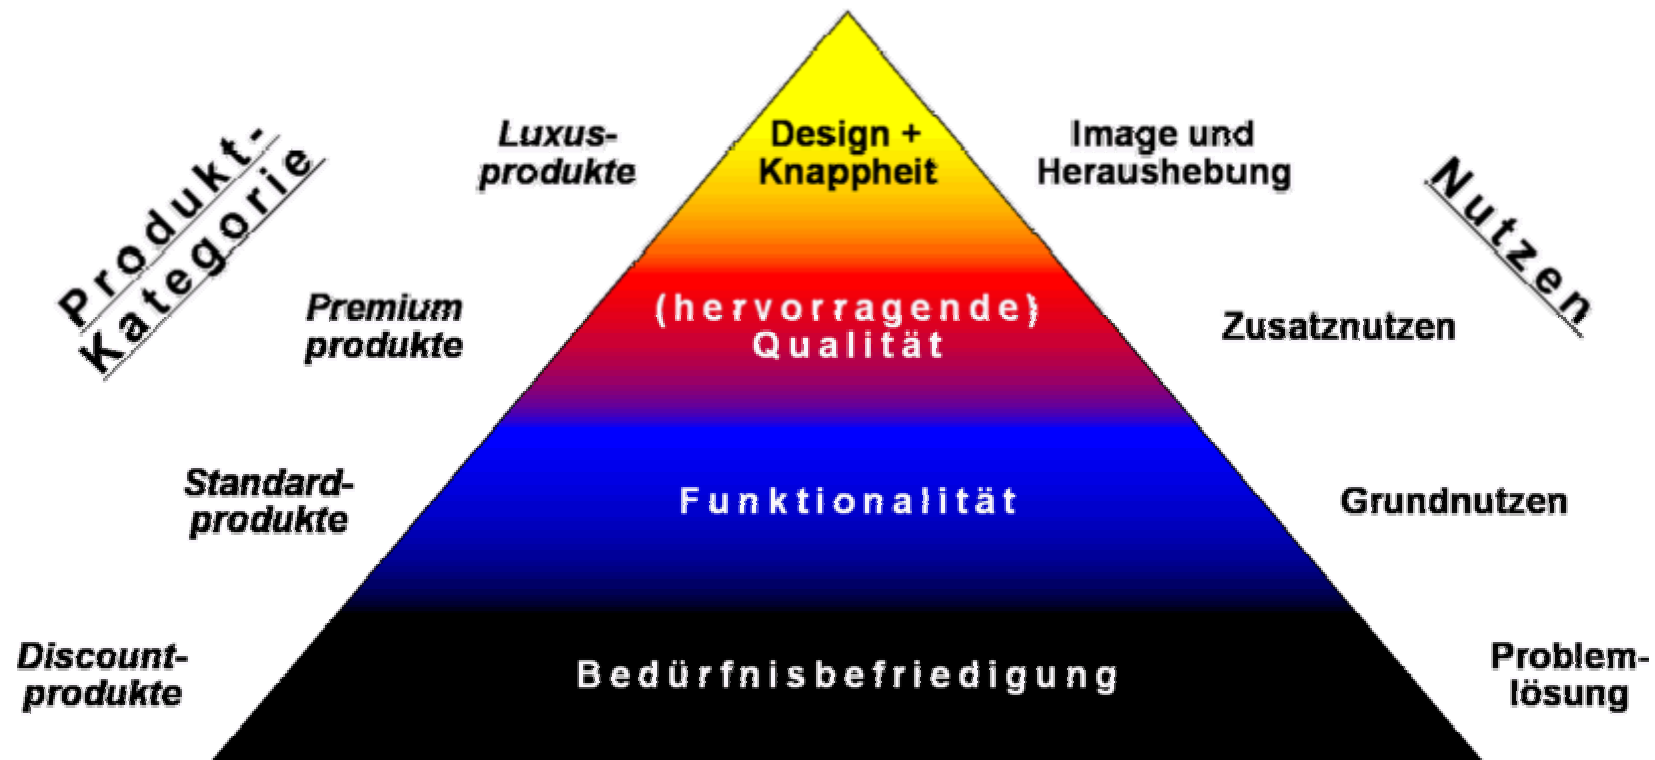 Produkt-
Kategorie
Luxus-
produkte
Design +
Knappheit
Image und
Heraushebung
Nutzen
Premium
produkte
(hervorragende)
Qualität
Zusatznutzen
Standard-
produkte
Funktionalität
Grundnutzen
Discount-
produkte
Bedürfnisbefriedigung
Problem-
lösung